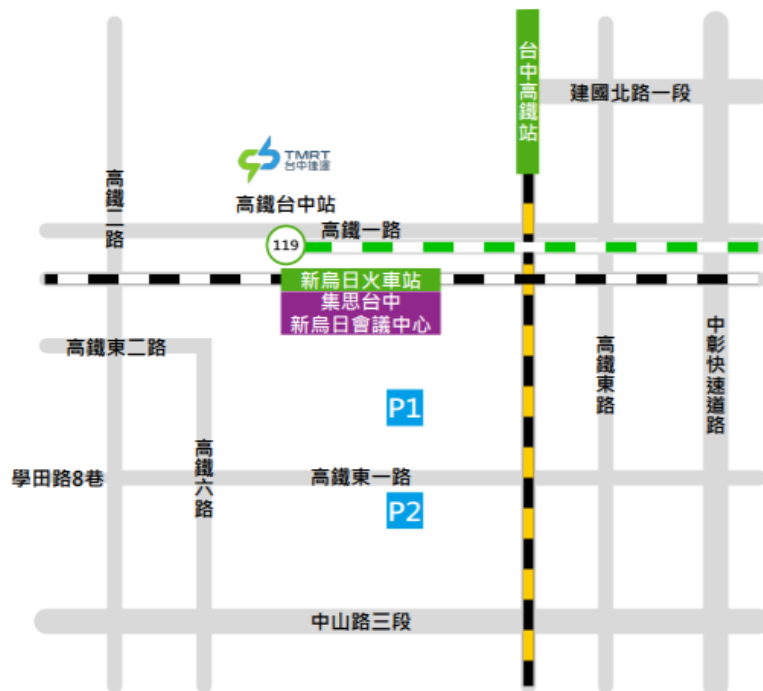 台中高鐵站
建國北路一段
TMRT
台中捷運
高鐵二路
高鐵台中站
高鐵一路
119
新烏日火車站
集思台中
新烏日會議中心
高鐵東二路
高鐵東路
中彰快速道路
P1
學田路8巷
高鐵六路
高鐵東一路
P2
中山路三段